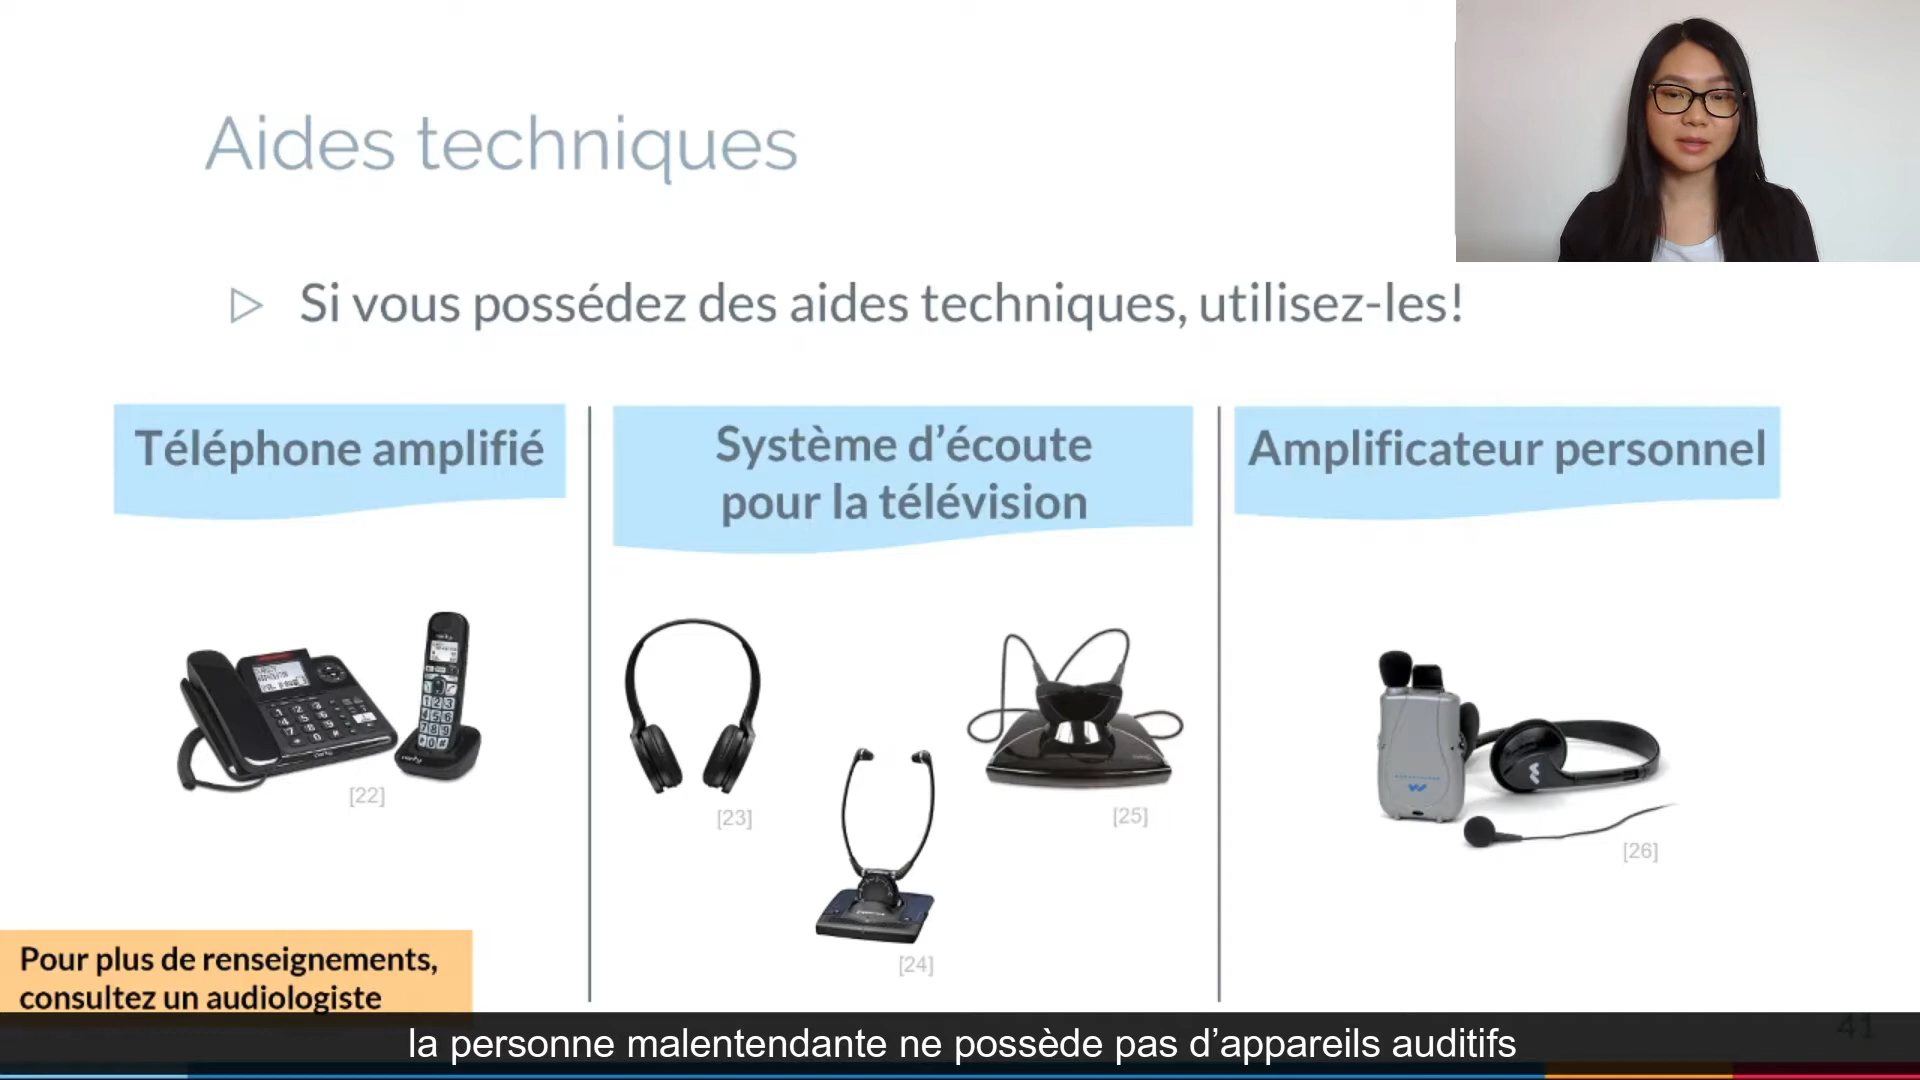 Aides techniques
Si vous possédez des aides techniques, utilisez-les!
Téléphone amplifié
Système d’écoute
pour la télévision
Amplificateur personnel
[22]
[23]
[24]
[25]
[26]
Pour plus de renseignements,
consultez un audiologiste
la personne malentendante ne possède pas d’appareils auditifs
41